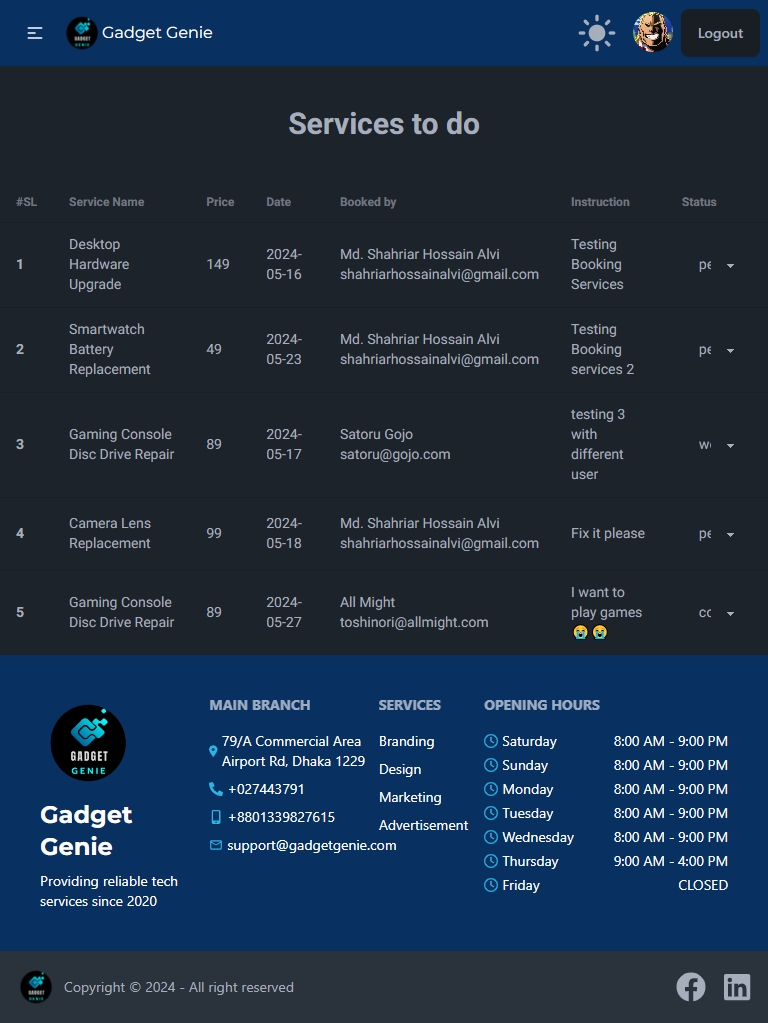 GADGET
GENIE
Gadget Genie
Logout
Services to do
#SL Service Name Price Date Booked by Instruction Status
1 Desktop Hardware Upgrade 149 2024-05-16 Md. Shahriar Hossain Alvi shahriarhossainalvi@gmail.com Testing Booking Services pe
2 Smartwatch Battery Replacement 49 2024-05-23 Md. Shahriar Hossain Alvi shahriarhossainalvi@gmail.com Testing Booking services 2 pe
3 Gaming Console Disc Drive Repair 89 2024-05-17 Satoru Gojo satoru@gojo.com testing 3 with different user wo
4 Camera Lens Replacement 99 2024-05-18 Md. Shahriar Hossain Alvi shahriarhossainalvi@gmail.com Fix it please pe
5 Gaming Console Disc Drive Repair 89 2024-05-27 All Might toshinori@allmight.com I want to play games 😭😭 co
GADGET
GENIE
Gadget
Genie
Providing reliable tech
services since 2020
MAIN BRANCH
79/A Commercial Area
Airport Rd, Dhaka 1229
+027443791
+8801339827615
support@gadgetgenie.com
SERVICES
Branding
Design
Marketing
Advertisement
OPENING HOURS
Saturday 8:00 AM - 9:00 PM
Sunday 8:00 AM - 9:00 PM
Monday 8:00 AM - 9:00 PM
Tuesday 8:00 AM - 9:00 PM
Wednesday 8:00 AM - 9:00 PM
Thursday 9:00 AM - 4:00 PM
Friday CLOSED
GADGET
GENIE
Copyright © 2024 - All right reserved